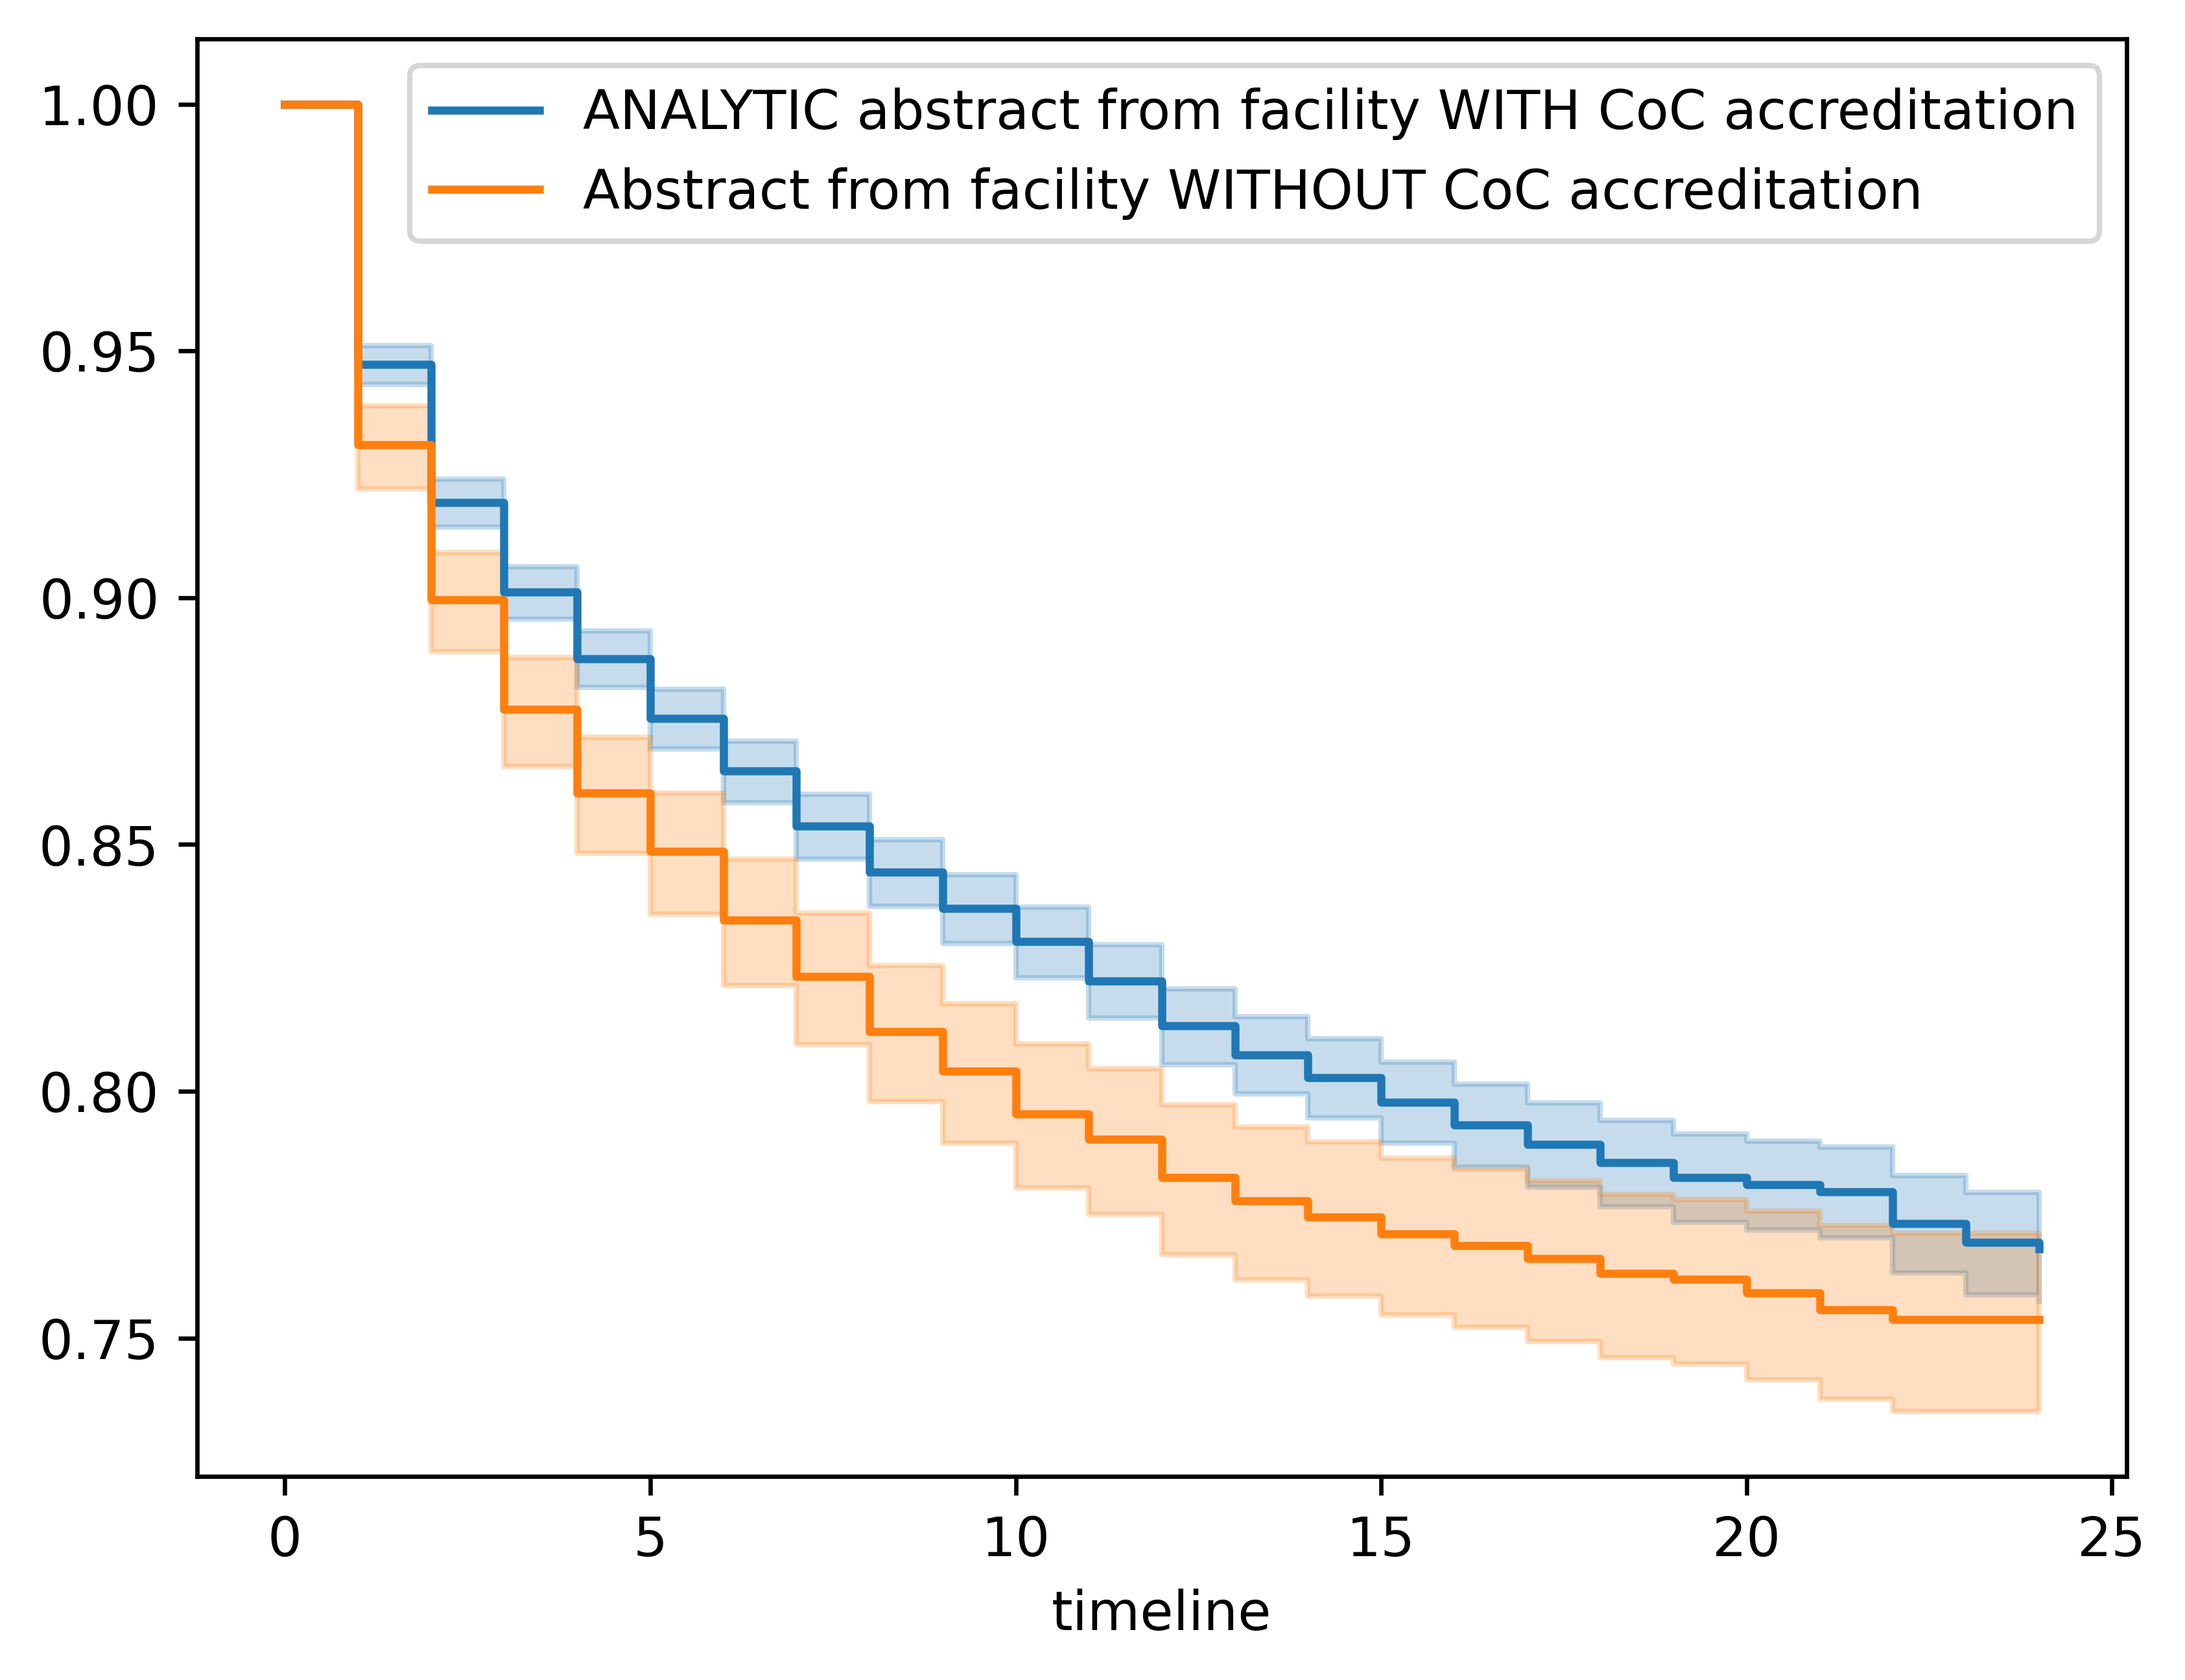 ANALYTIC abstract from facility WITH CoC accreditation
Abstract from facility WITHOUT CoC accreditation
1.00
0.95
0.90
0.85
0.80
0.75
0 5 10 15 20 25
timeline